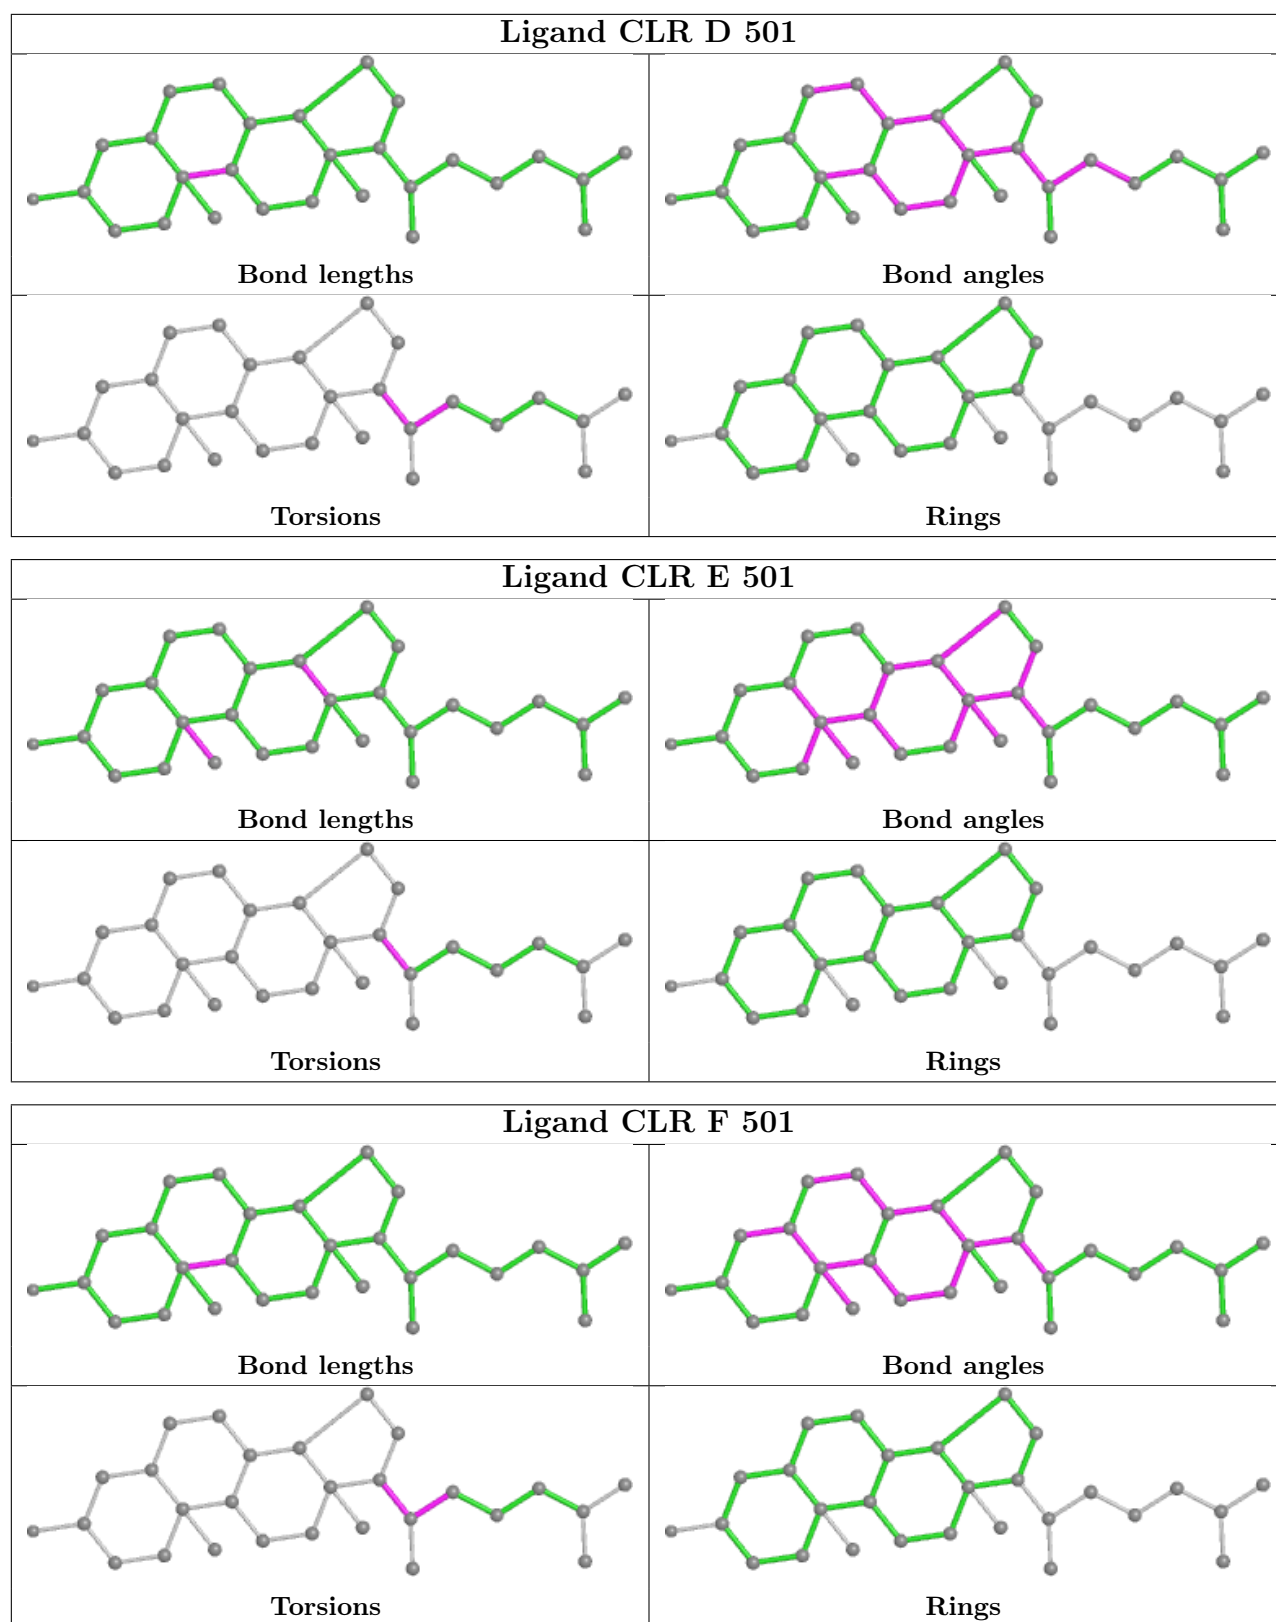 Ligand CLR D 501
Bond lengths
Bond angles
Torsions
Rings
Ligand CLR E 501
Bond lengths
Bond angles
Torsions
Rings
Ligand CLR F 501
Bond lengths
Bond angles
Torsions
Rings